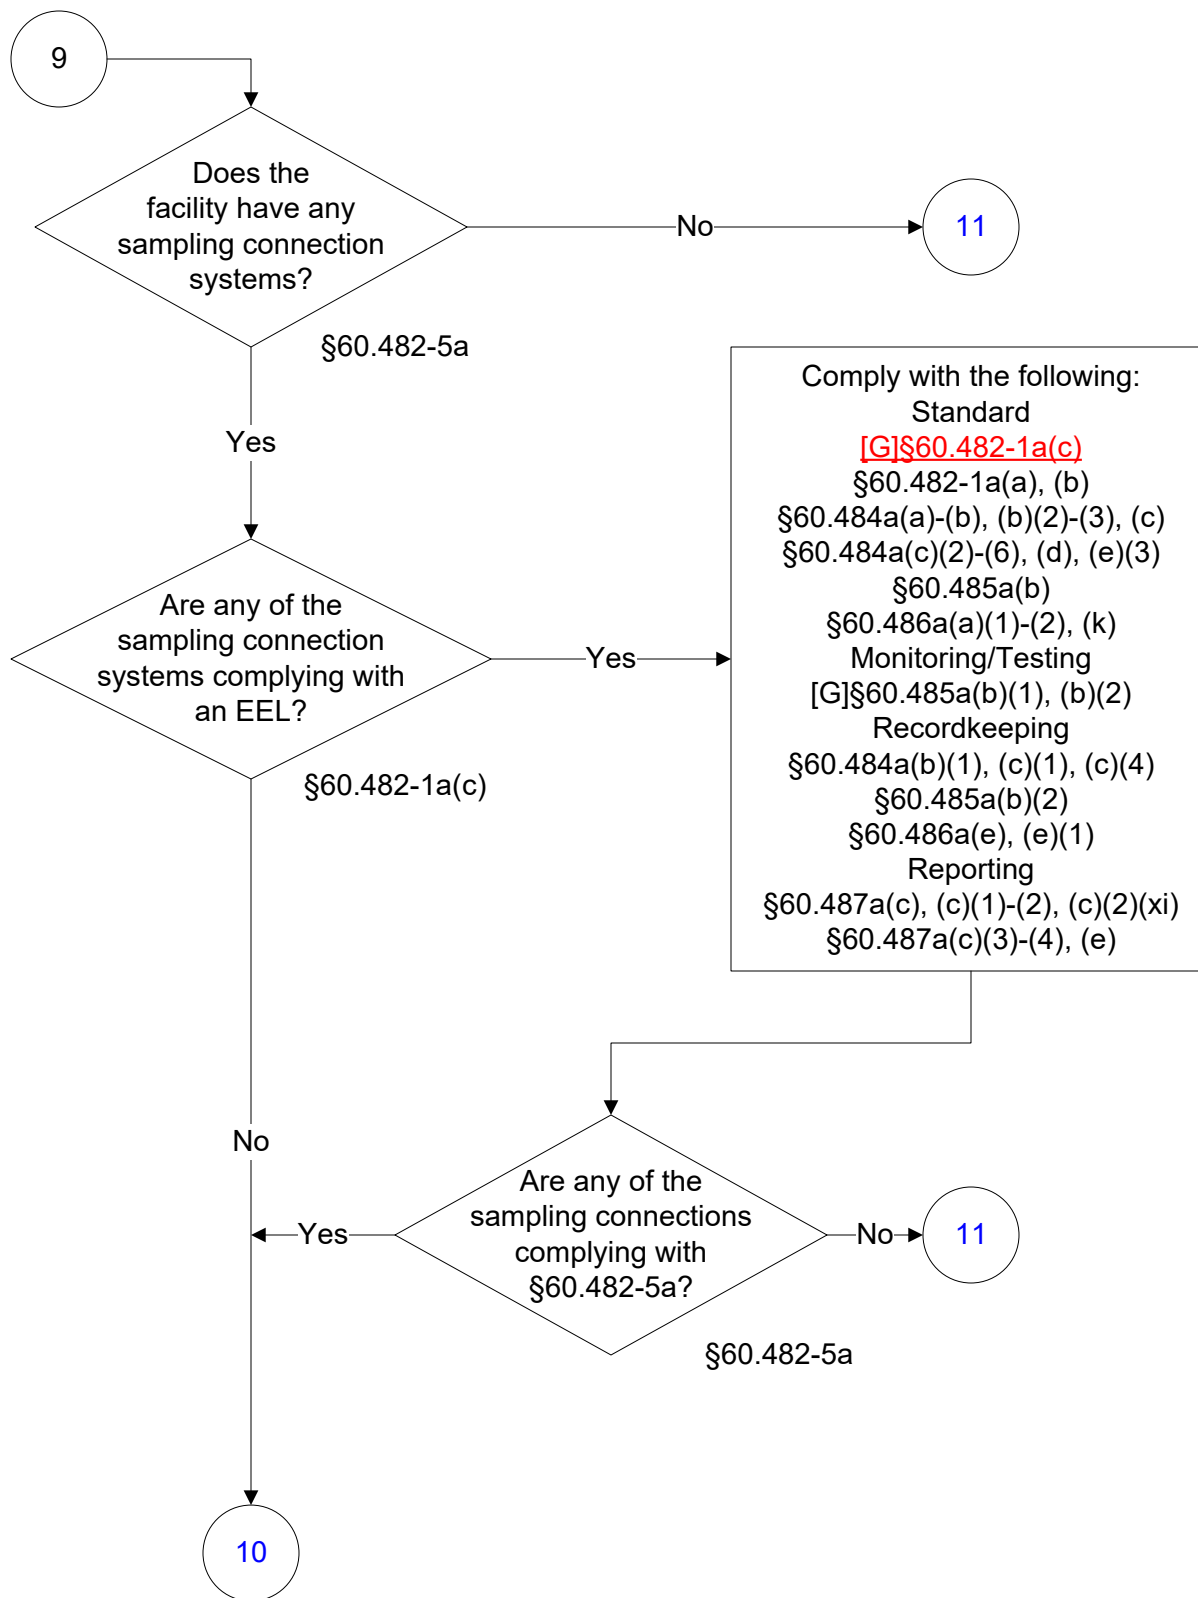 9
Does the
facility have any
sampling connection
systems?
No
11
§60.482-5a
Yes
Are any of the
sampling connection
systems complying with
an EEL?
Yes
§60.482-1a(c)
Comply with the following:
Standard
[G]§60.482-1a(c)
§60.482-1a(a), (b)
§60.484a(a)-(b), (b)(2)-(3), (c)
§60.484a(c)(2)-(6), (d), (e)(3)
§60.485a(b)
§60.486a(a)(1)-(2), (k)
Monitoring/Testing
[G]§60.485a(b)(1), (b)(2)
Recordkeeping
§60.484a(b)(1), (c)(1), (c)(4)
§60.485a(b)(2)
§60.486a(e), (e)(1)
Reporting
§60.487a(c), (c)(1)-(2), (c)(2)(xi)
§60.487a(c)(3)-(4), (e)
No
Are any of the
sampling connections
complying with
§60.482-5a?
Yes
No
11
§60.482-5a
10